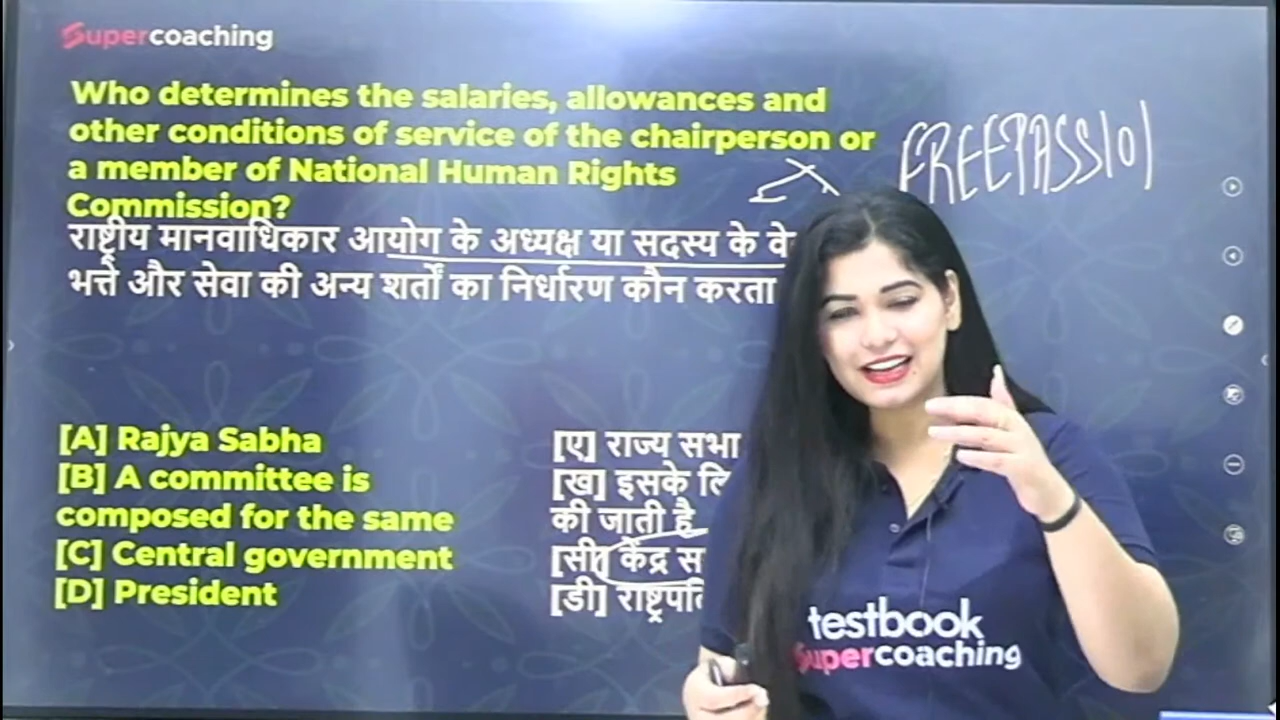 Supercoaching
Who determines the salaries, allowances and
other conditions of service of the chairperson or
a member of National Human Rights
Commission?
FREEPASS101
राष्ट्रीय मानवाधिकार आयोग के अध्यक्ष या सदस्य के
भत्ते और सेवा की अन्य शर्तों का निर्धारण कौन करता
[A] Rajya Sabha
[B] A committee is
composed for the same
[C] Central government
[D] President
[ए] राज्य सभा
[ख] इसके
की जाती है
[सी] केंद्र
[डी]
testbook
Supercoaching